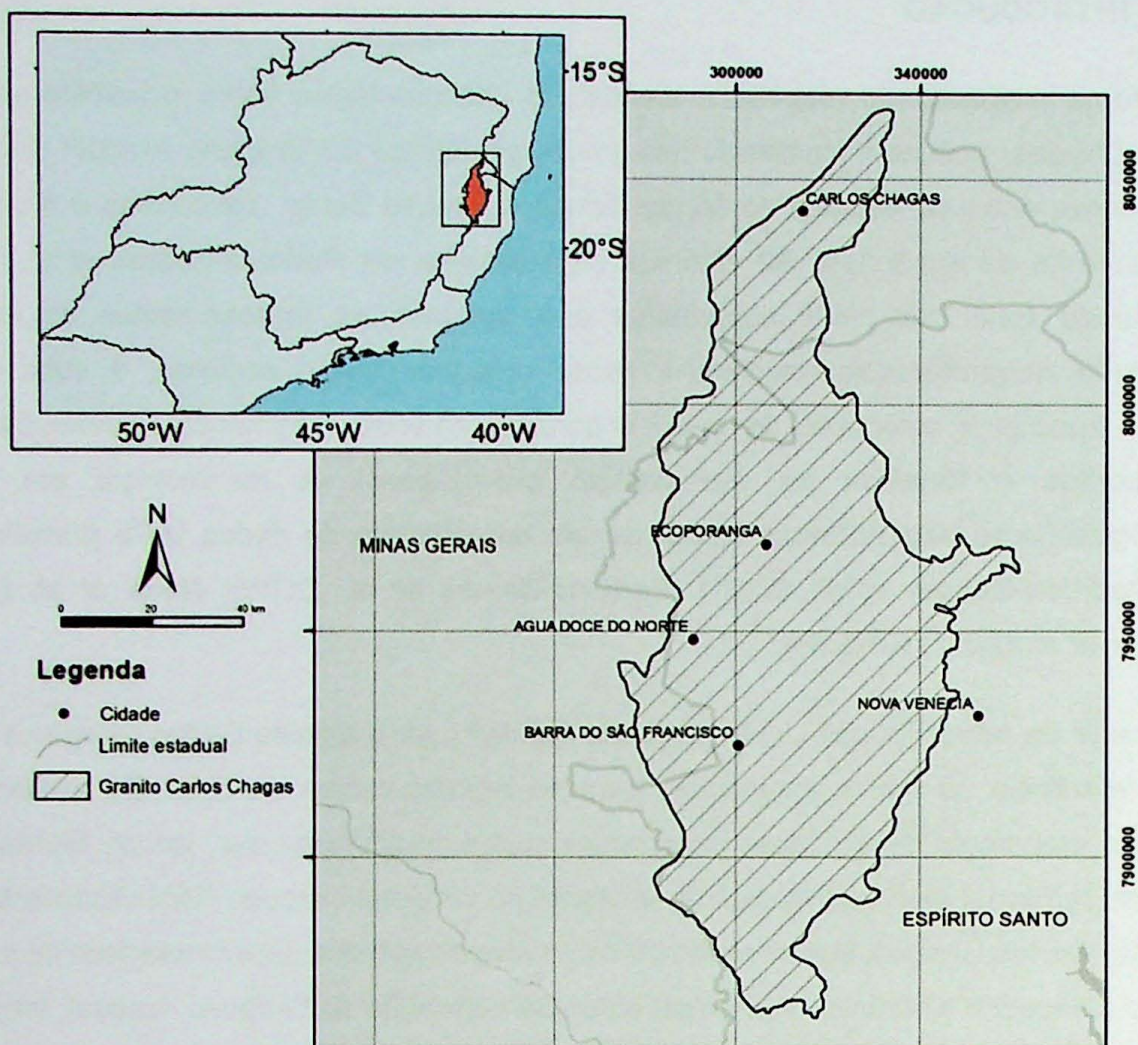 15°S
20°S
50°W
45°W
40°W
300000
340000
8050000
8000000
7950000
7900000
CARLOS CHAGAS
N
MINAS GERAIS
ECOPORANGA
0
20
40 km
AGUA DOCE DO NORTE
Legenda
Cidade
Limite estadual
Granito Carlos Chagas
NOVA VENECIA
BARRA DO SÃO FRANCISCO
ESPÍRITO SANTO